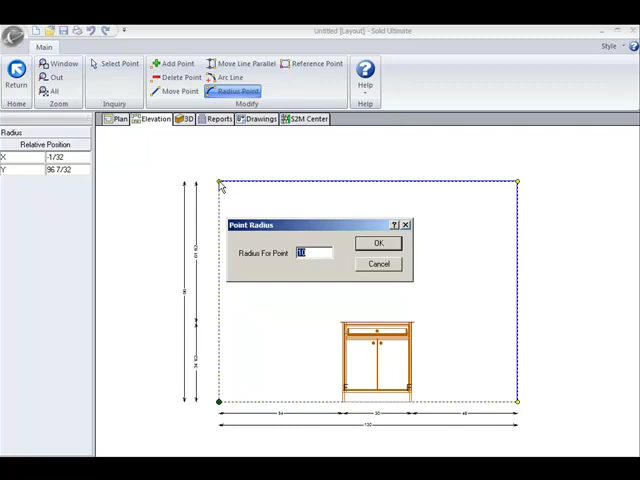 Untitled [Layout] - Solid Ultimate
Main
Style
Return
Window
Out
All
Select Point
Add Point
Delete Point
Move Point
Move Line Parallel
Arc Line
Radius Point
Reference Point
Help
Home
Zoom
Inquiry
Modify
Help
Plan
Elevation
3D
Reports
Drawings
S2M Center
Radius
Relative Position
X
-1/32
Y
96 7/32
Point Radius
Radius For Point
10
OK
Cancel